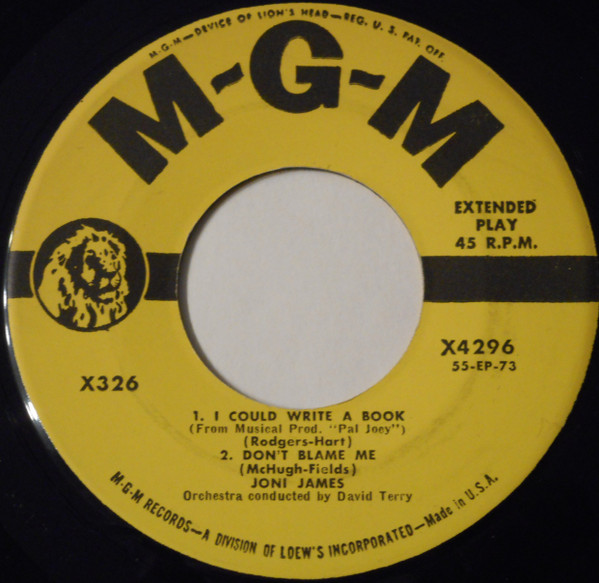 M-G-M—DEVICE OF LION'S HEAD—REG. U. S. PAT. OFF.
M-G-M
EXTENDED
PLAY
45 R.P.M.
X326
X4296
55-EP-73
1. I COULD WRITE A BOOK
(From Musical Prod. "Pal Joey")
(Rodgers-Hart)
2. DON'T BLAME ME
(McHugh-Fields)
JONI JAMES
Orchestra conducted by David Terry
M-G-M RECORDS—A DIVISION OF LOEW'S INCORPORATED—Made in U.S.A.